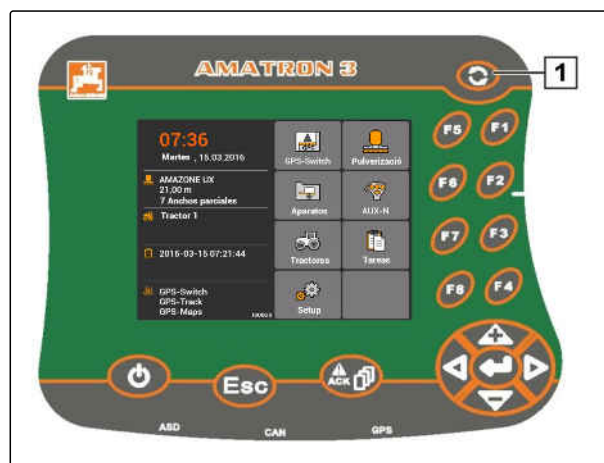 AMATRON 3
1
07:36
Martes , 15.03.2016
AMAZONE UX
21,00 m
7 Anchos parciales
Tractor 1
2016-03-15 07:21:44
GPS-Switch
GPS-Track
GPS-Maps
GPS-Switch
Pulverizació
Aparatos
AUX-N
Tractores
Tareas
Setup
F5
F1
F6
F2
F7
F3
F8
F4
Esc
ACK
ASD
CAN
GPS